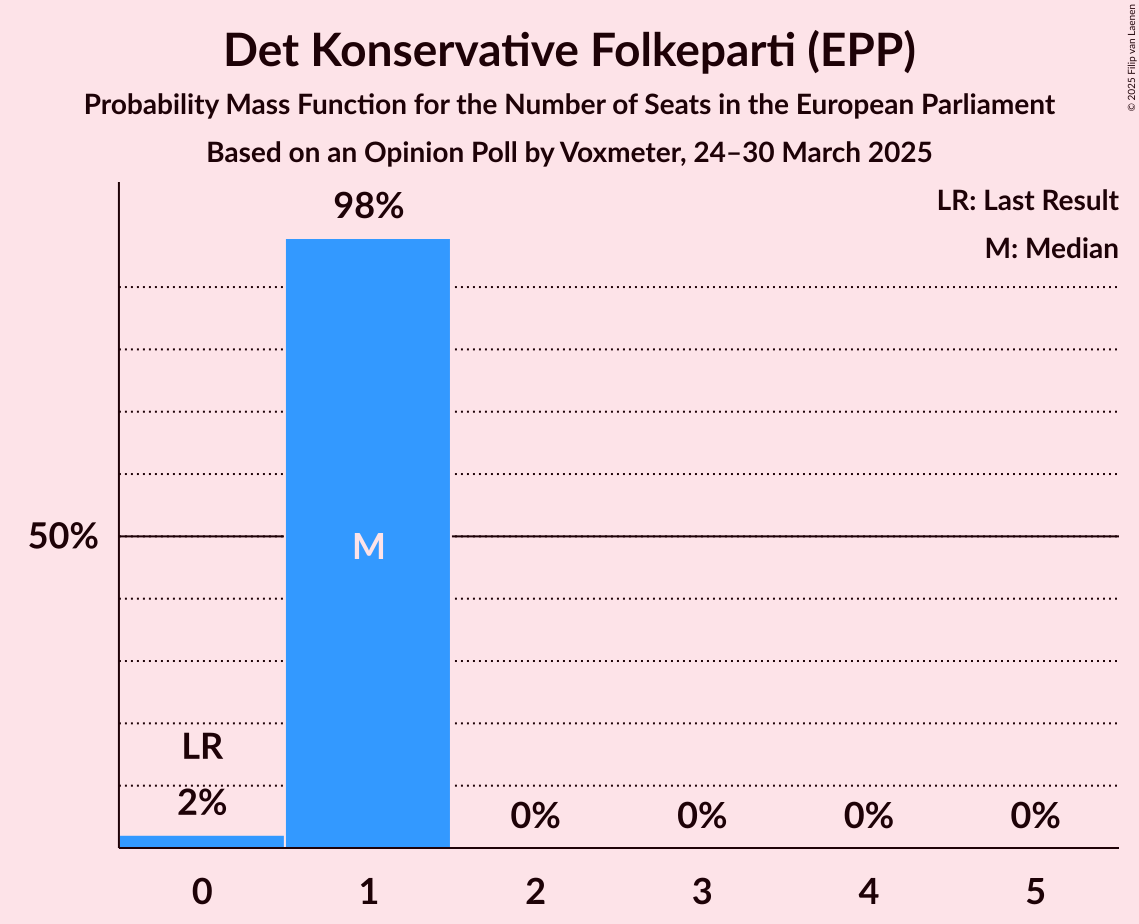 Det Konservative Folkeparti (EPP)
Probability Mass Function for the Number of Seats in the European Parliament
Based on an Opinion Poll by Voxmeter, 24–30 March 2025
© 2025 Filip van Laenen
LR: Last Result
M: Median
98%
50%
M
LR
2%
0%
0%
0%
0%
0
1
2
3
4
5